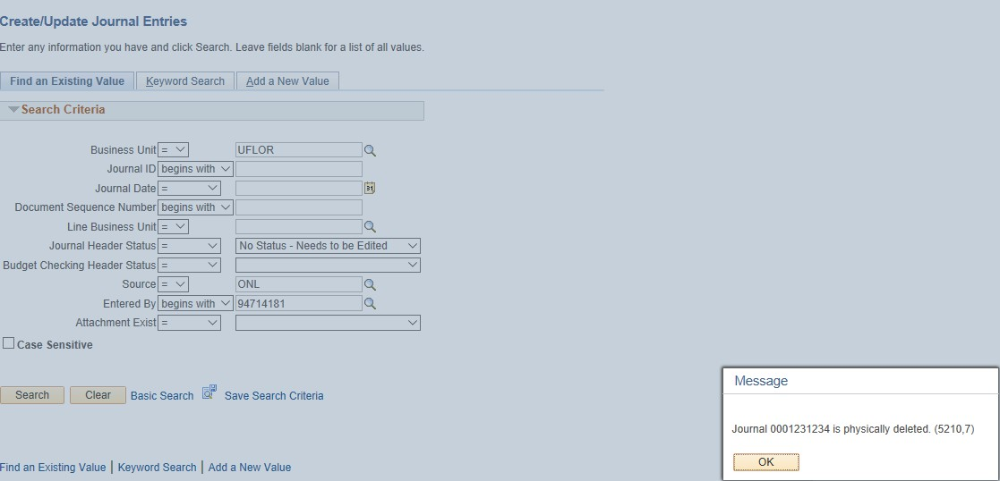 Create/Update Journal Entries
Enter any information you have and click Search. Leave fields blank for a list of all values.
Find an Existing Value Keyword Search Add a New Value
Search Criteria
Business Unit = UFLOR
Journal ID begins with
Journal Date = 31
Document Sequence Number begins with
Line Business Unit =
Journal Header Status = No Status - Needs to be Edited
Budget Checking Header Status =
Source = ONL
Entered By begins with 94714181
Attachment Exist =
Case Sensitive
Search Clear Basic Search Save Search Criteria
Find an Existing Value | Keyword Search | Add a New Value
Message
Journal 0001231234 is physically deleted. (5210,7)
OK